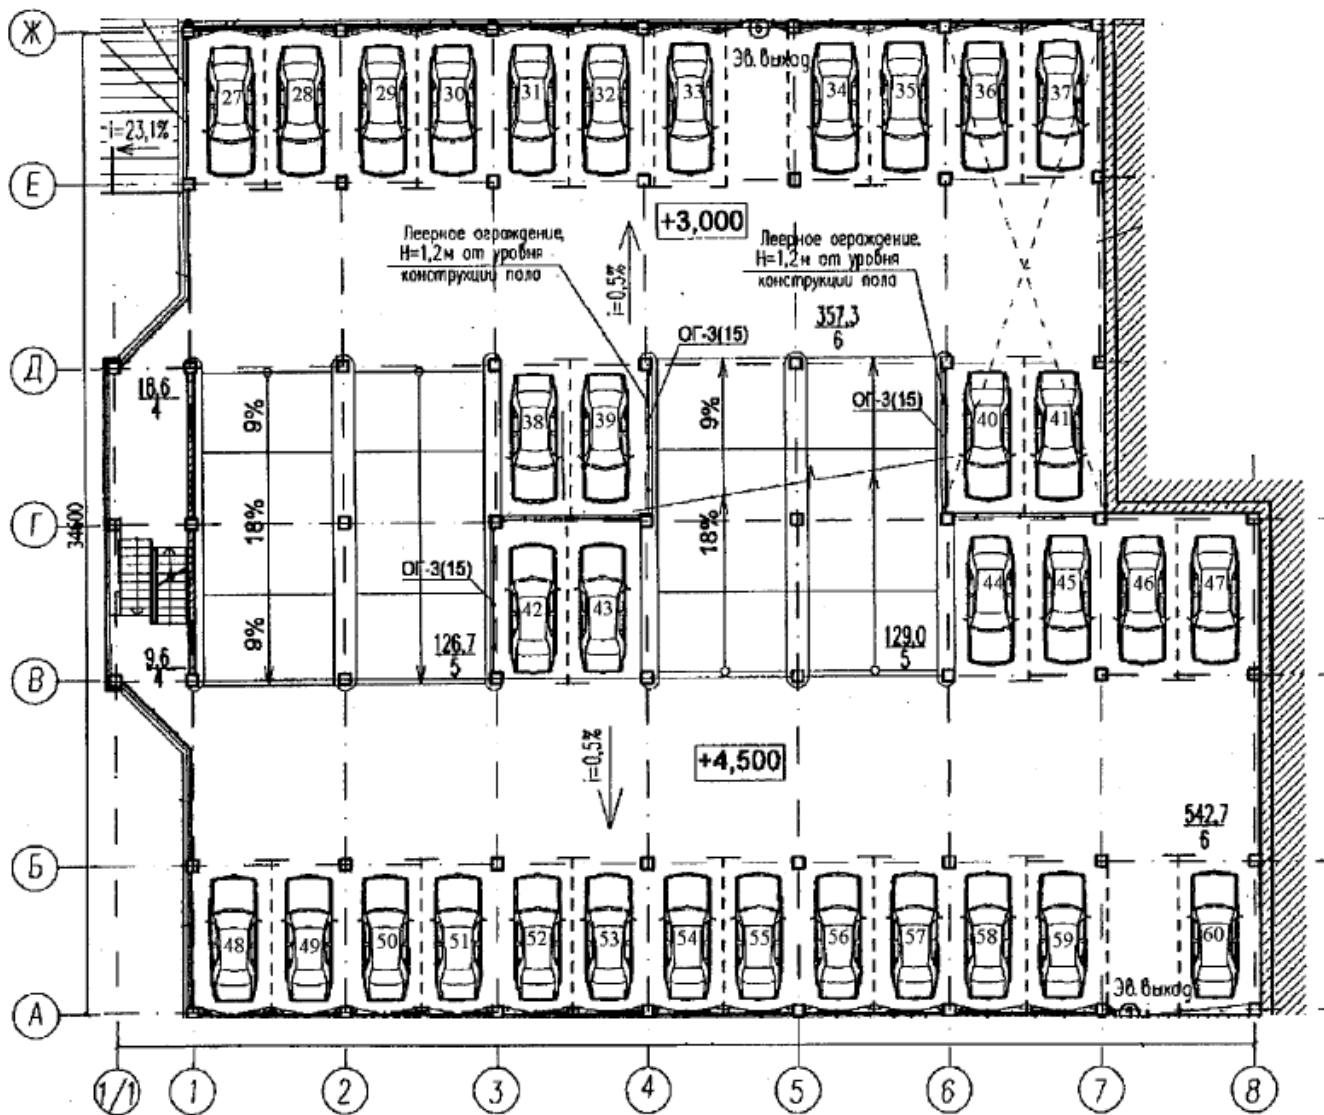 Ж
27 28 29 30 31 32 33 34 35 36 37
Эв. выход
i=23,1%
Е
+3,000
Леерное ограждение,
Н=1,2м от уровня
конструкции пола
Леерное ограждение,
Н=1,2м от уровня
конструкции пола
i=0,5%
357,3
6
ОГ-3(15)
Д
18,6
4
9%
38 39
9%
ОГ-3(15)
40 41
Г
34600
18%
18%
ОГ-3(15)
42 43
44 45 46 47
9%
126,7
5
129,0
5
9,6
4
В
i=0,5%
+4,500
542,7
6
Б
48 49 50 51 52 53 54 55 56 57 58 59 60
Эв. выход
А
1/1 1 2 3 4 5 6 7 8